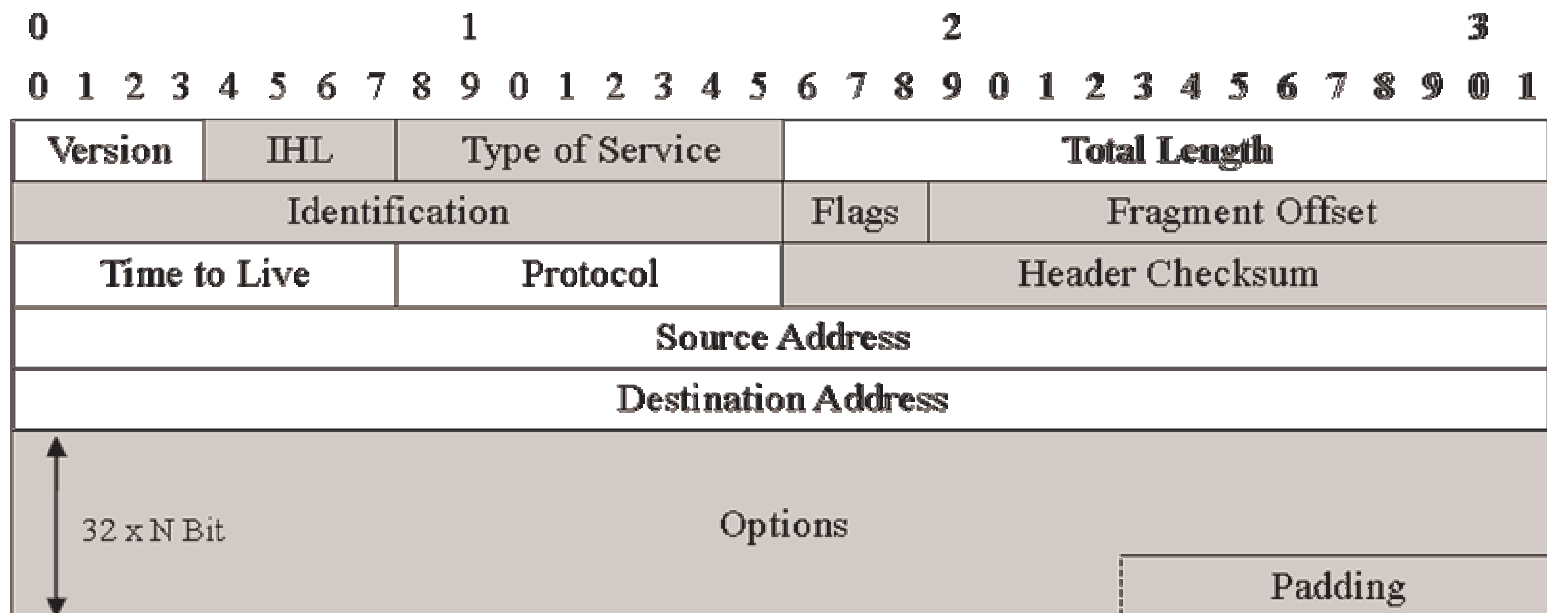 0 1 2 3
0 1 2 3 4 5 6 7 8 9 0 1 2 3 4 5 6 7 8 9 0 1 2 3 4 5 6 7 8 9 0 1
Version IHL Type of Service Total Length
Identification Flags Fragment Offset
Time to Live Protocol Header Checksum
Source Address
Destination Address
32 x N Bit Options
Padding